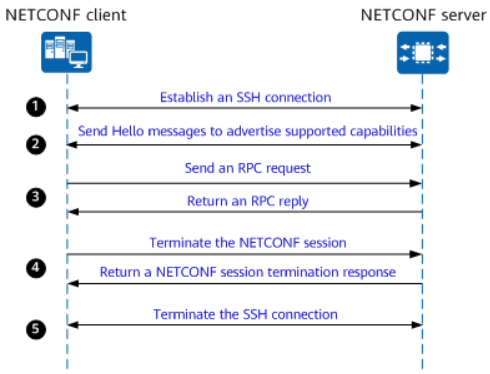 NETCONF client
NETCONF server
1
Establish an SSH connection
2
Send Hello messages to advertise supported capabilities
Send an RPC request
3
Return an RPC reply
Terminate the NETCONF session
4
Return a NETCONF session termination response
Terminate the SSH connection
5